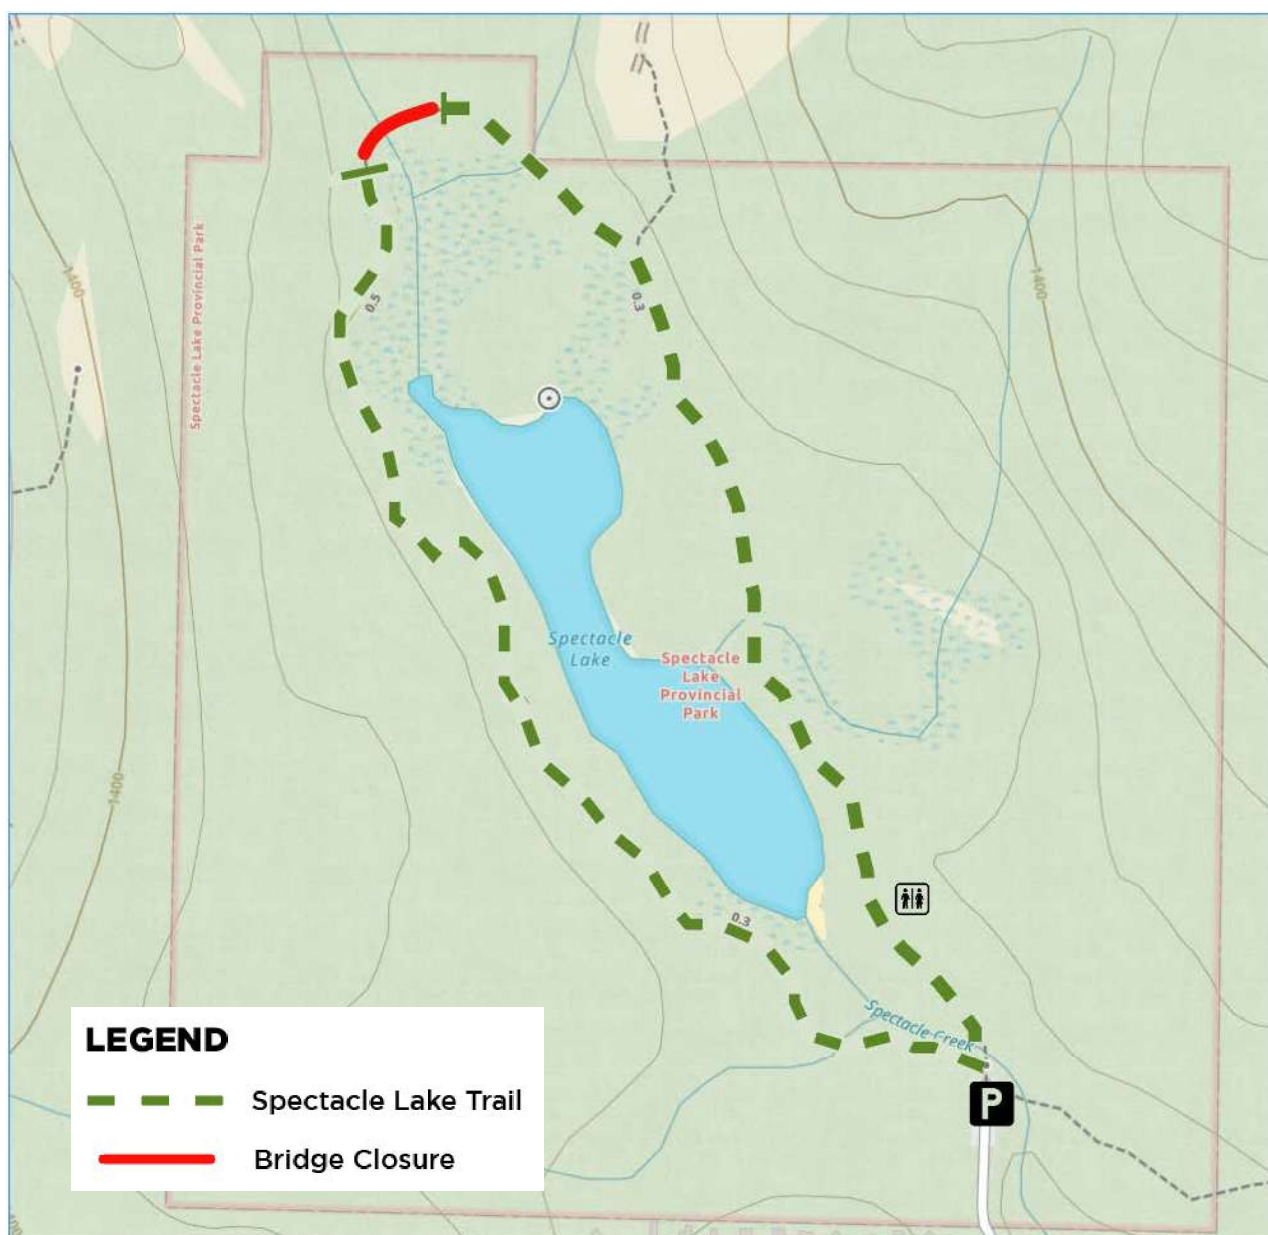 Spectacle Lake Provincial Park
1400
1400
0.5
0.3
1400
Spectacle
Lake
Spectacle
Lake
Provincial
Park
0.3
Spectacle Creek
P
LEGEND
Spectacle Lake Trail
Bridge Closure